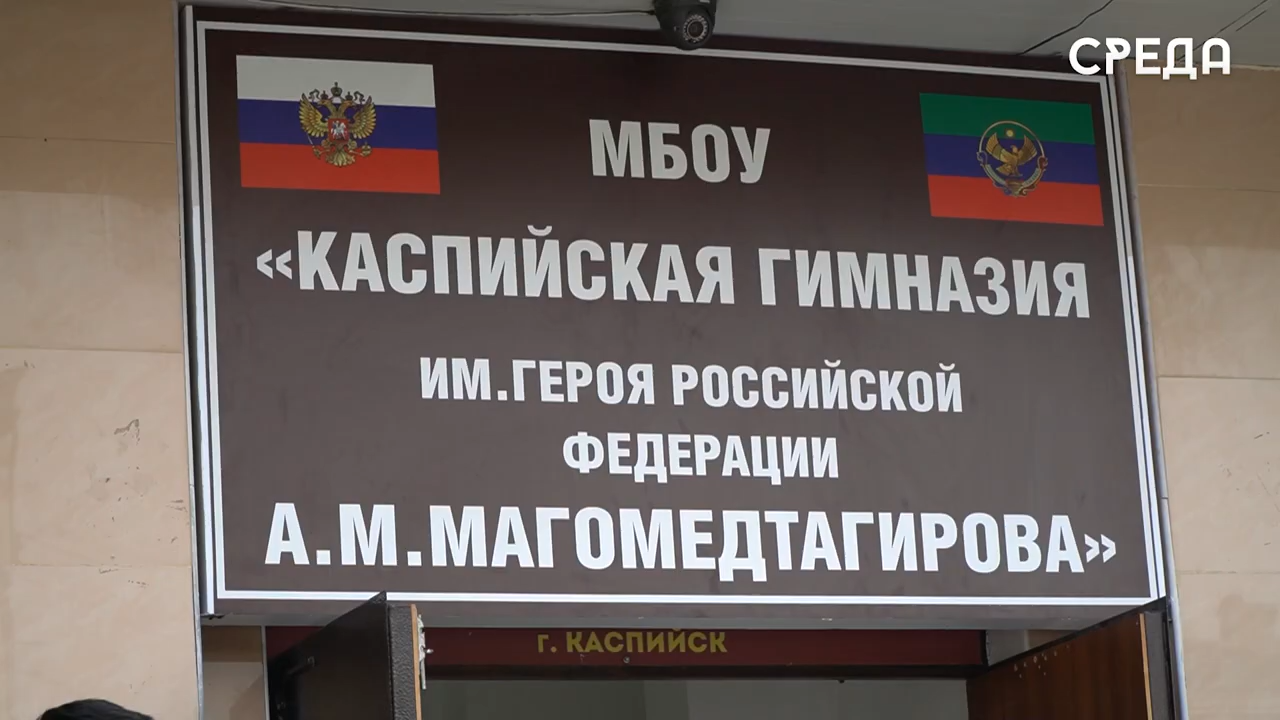 СРЕДА
МБОУ
«КАСПИЙСКАЯ ГИМНАЗИЯ
ИМ.ГЕРОЯ РОССИЙСКОЙ
ФЕДЕРАЦИИ
А.М.МАГОМЕДТАГИРОВА»
г. КАСПИЙСК